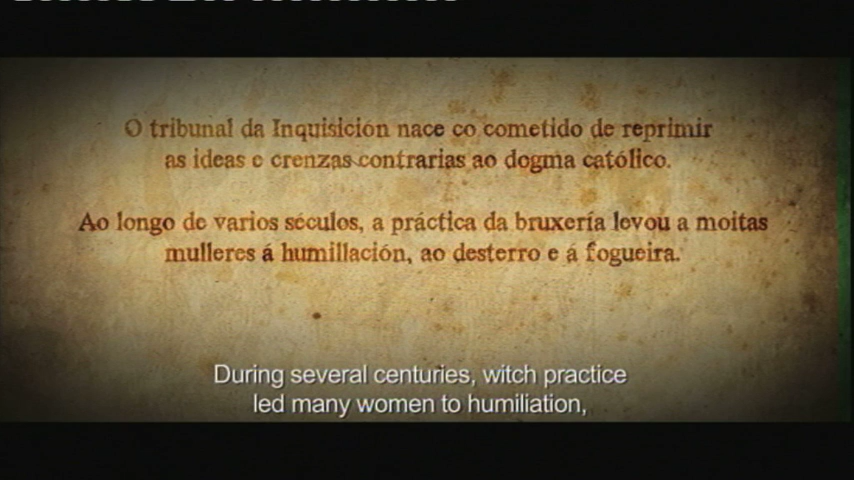 O tribunal da Inquisición nace co cometido de reprimir
as ideas e crenzas contrarias ao dogma católico.
Ao longo de varios séculos, a práctica da bruxería levou a moitas
mulleres á humillación, ao desterro e á fogueira.
During several centuries, witch practice
led many women to humiliation,